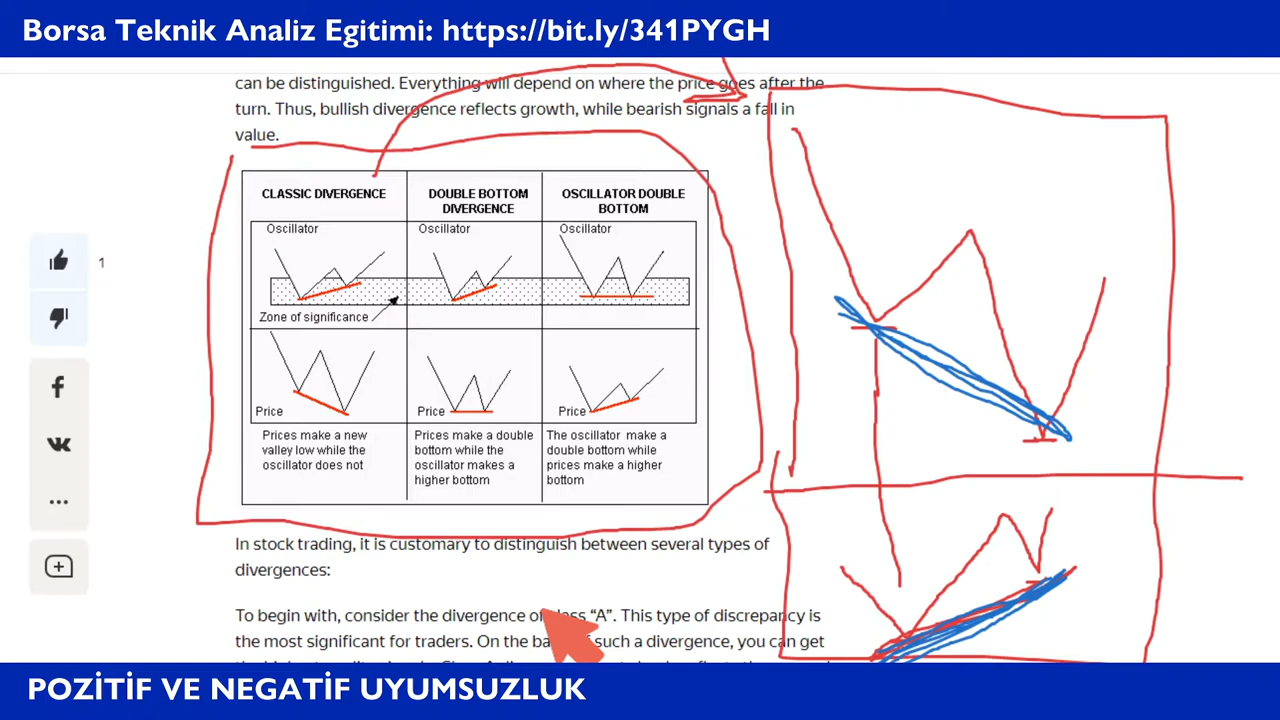 Borsa Teknik Analiz Egitimi: https://bit.ly/341PYGH
can be distinguished. Everything will depend on where the price goes after the
turn. Thus, bullish divergence reflects growth, while bearish signals a fall in
value.
CLASSIC DIVERGENCE
DOUBLE BOTTOM
DIVERGENCE
OSCILLATOR DOUBLE
BOTTOM
Oscillator
Oscillator
Oscillator
Zone of significance
Price
Price
Price
Prices make a new
valley low while the
oscillator does not
Prices make a double
bottom while the
oscillator makes a
higher bottom
The oscillator make a
double bottom while
prices make a higher
bottom
1
In stock trading, it is customary to distinguish between several types of
divergences:
To begin with, consider the divergence of class “A”. This type of discrepancy is
the most significant for traders. On the basis of such a divergence, you can get
POZİTİF VE NEGATİF UYUMSUZLUK